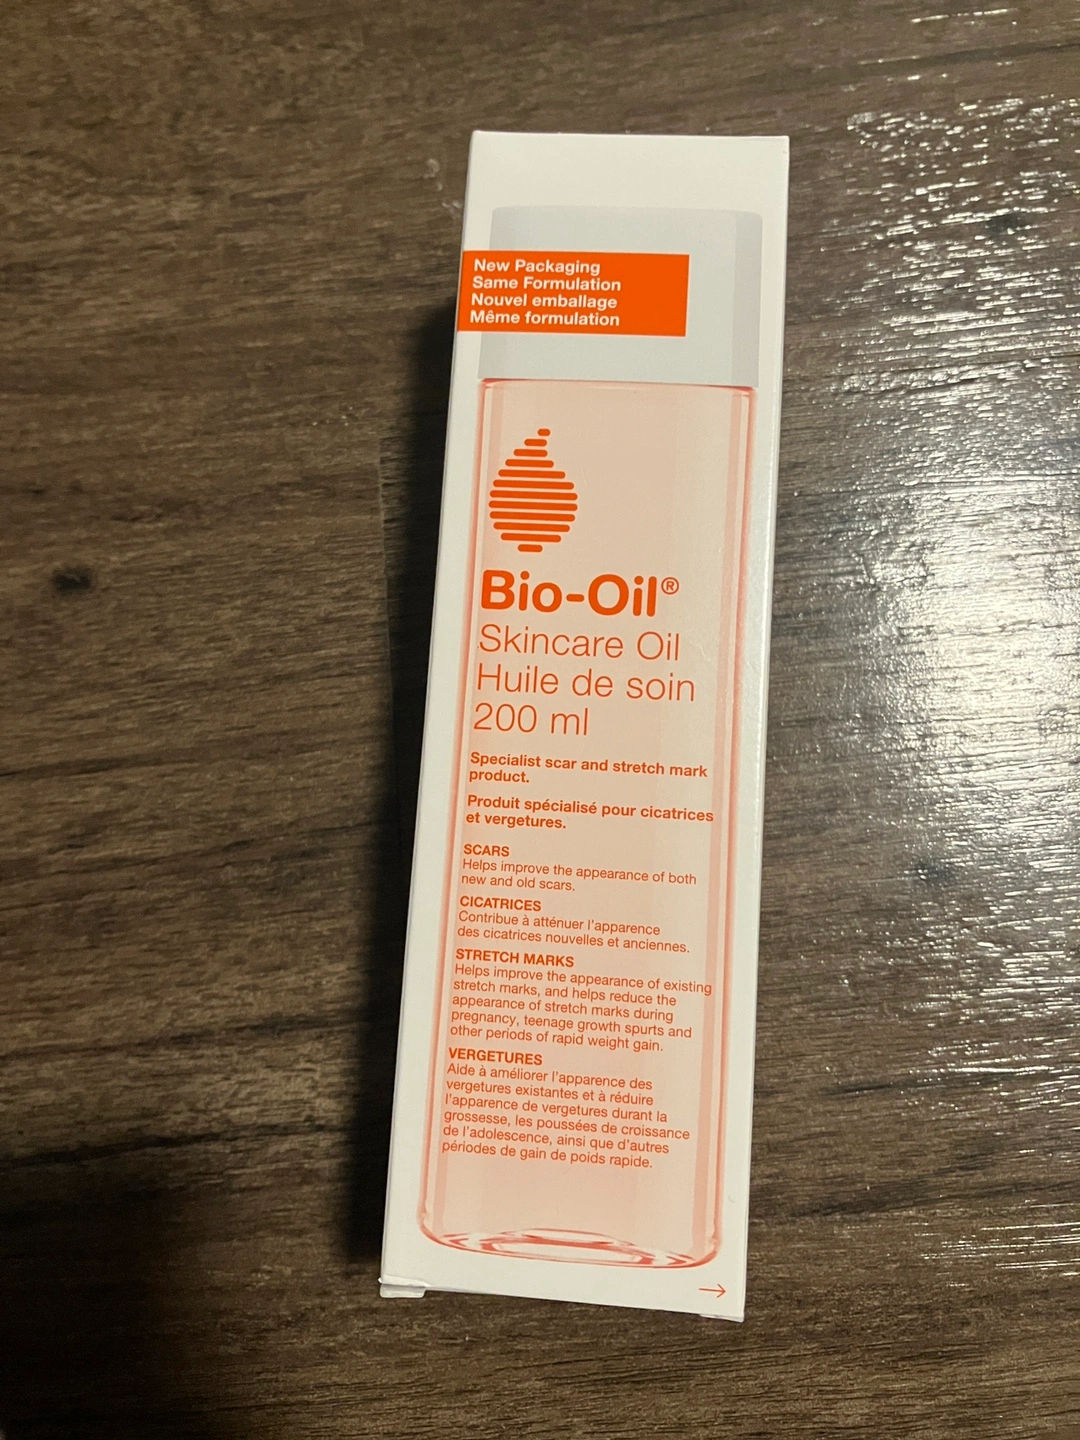 New Packaging
Same Formulation
Nouvel emballage
Même formulation
Bio-Oil®
Skincare Oil
Huile de soin
200 ml
Specialist scar and stretch mark
product.
Produit spécialisé pour cicatrices
et vergetures.
SCARS
Helps improve the appearance of both
new and old scars.
CICATRICES
Contribue à atténuer l'apparence
des cicatrices nouvelles et anciennes.
STRETCH MARKS
Helps improve the appearance of existing
stretch marks, and helps reduce the
appearance of stretch marks during
pregnancy, teenage growth spurts and
other periods of rapid weight gain.
VERGETURES
Aide à améliorer l'apparence des
vergetures existantes et à réduire
l'apparence de vergetures durant la
grossesse, les poussées de croissance
de l'adolescence, ainsi que d'autres
périodes de gain de poids rapide.